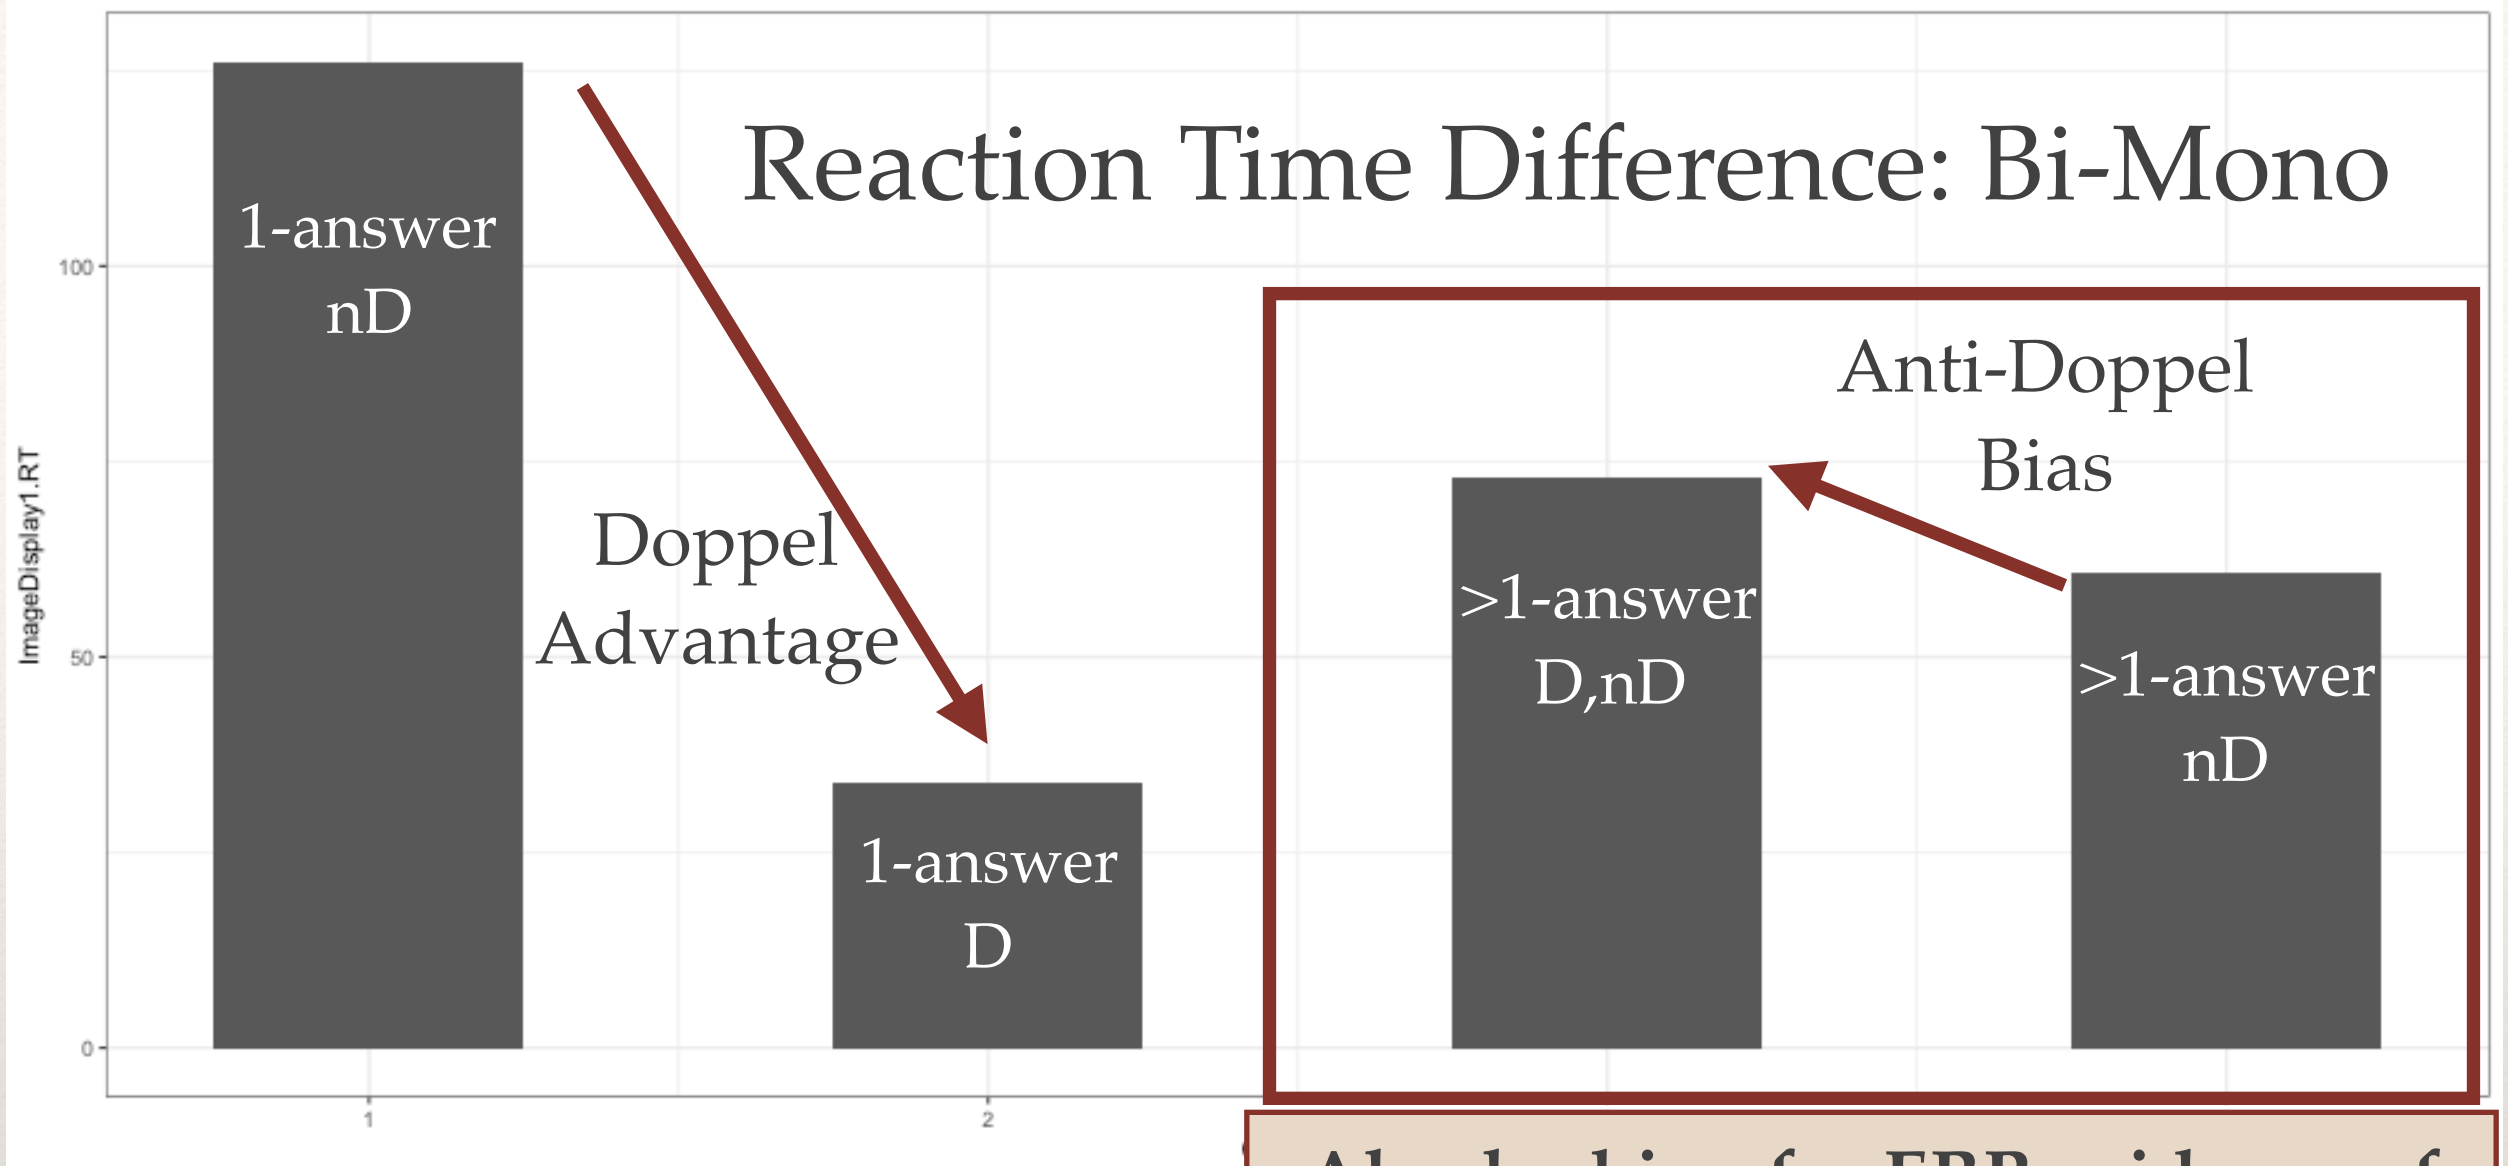 Reaction Time Difference: Bi-Mono
1-answer
nD
100
Anti-Doppel
Bias
ImageDisplay1.RT
Doppel
Advantage
>1-answer
D,nD
50
>1-answer
nD
1-answer
D
0
1
2